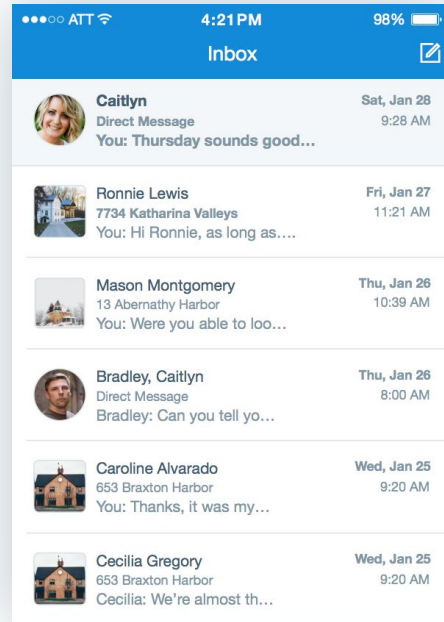 ATT 4:21PM 98%
Inbox
Caitlyn Sat, Jan 28
Direct Message 9:28 AM
You: Thursday sounds good...
Ronnie Lewis Fri, Jan 27
7734 Katharina Valleys 11:21 AM
You: Hi Ronnie, as long as....
Mason Montgomery Thu, Jan 26
13 Abernathy Harbor 10:39 AM
You: Were you able to loo...
Bradley, Caitlyn Thu, Jan 26
Direct Message 8:00 AM
Bradley: Can you tell yo...
Caroline Alvarado Wed, Jan 25
653 Braxton Harbor 9:20 AM
You: Thanks, it was my...
Cecilia Gregory Wed, Jan 25
653 Braxton Harbor 9:20 AM
Cecilia: We're almost th...